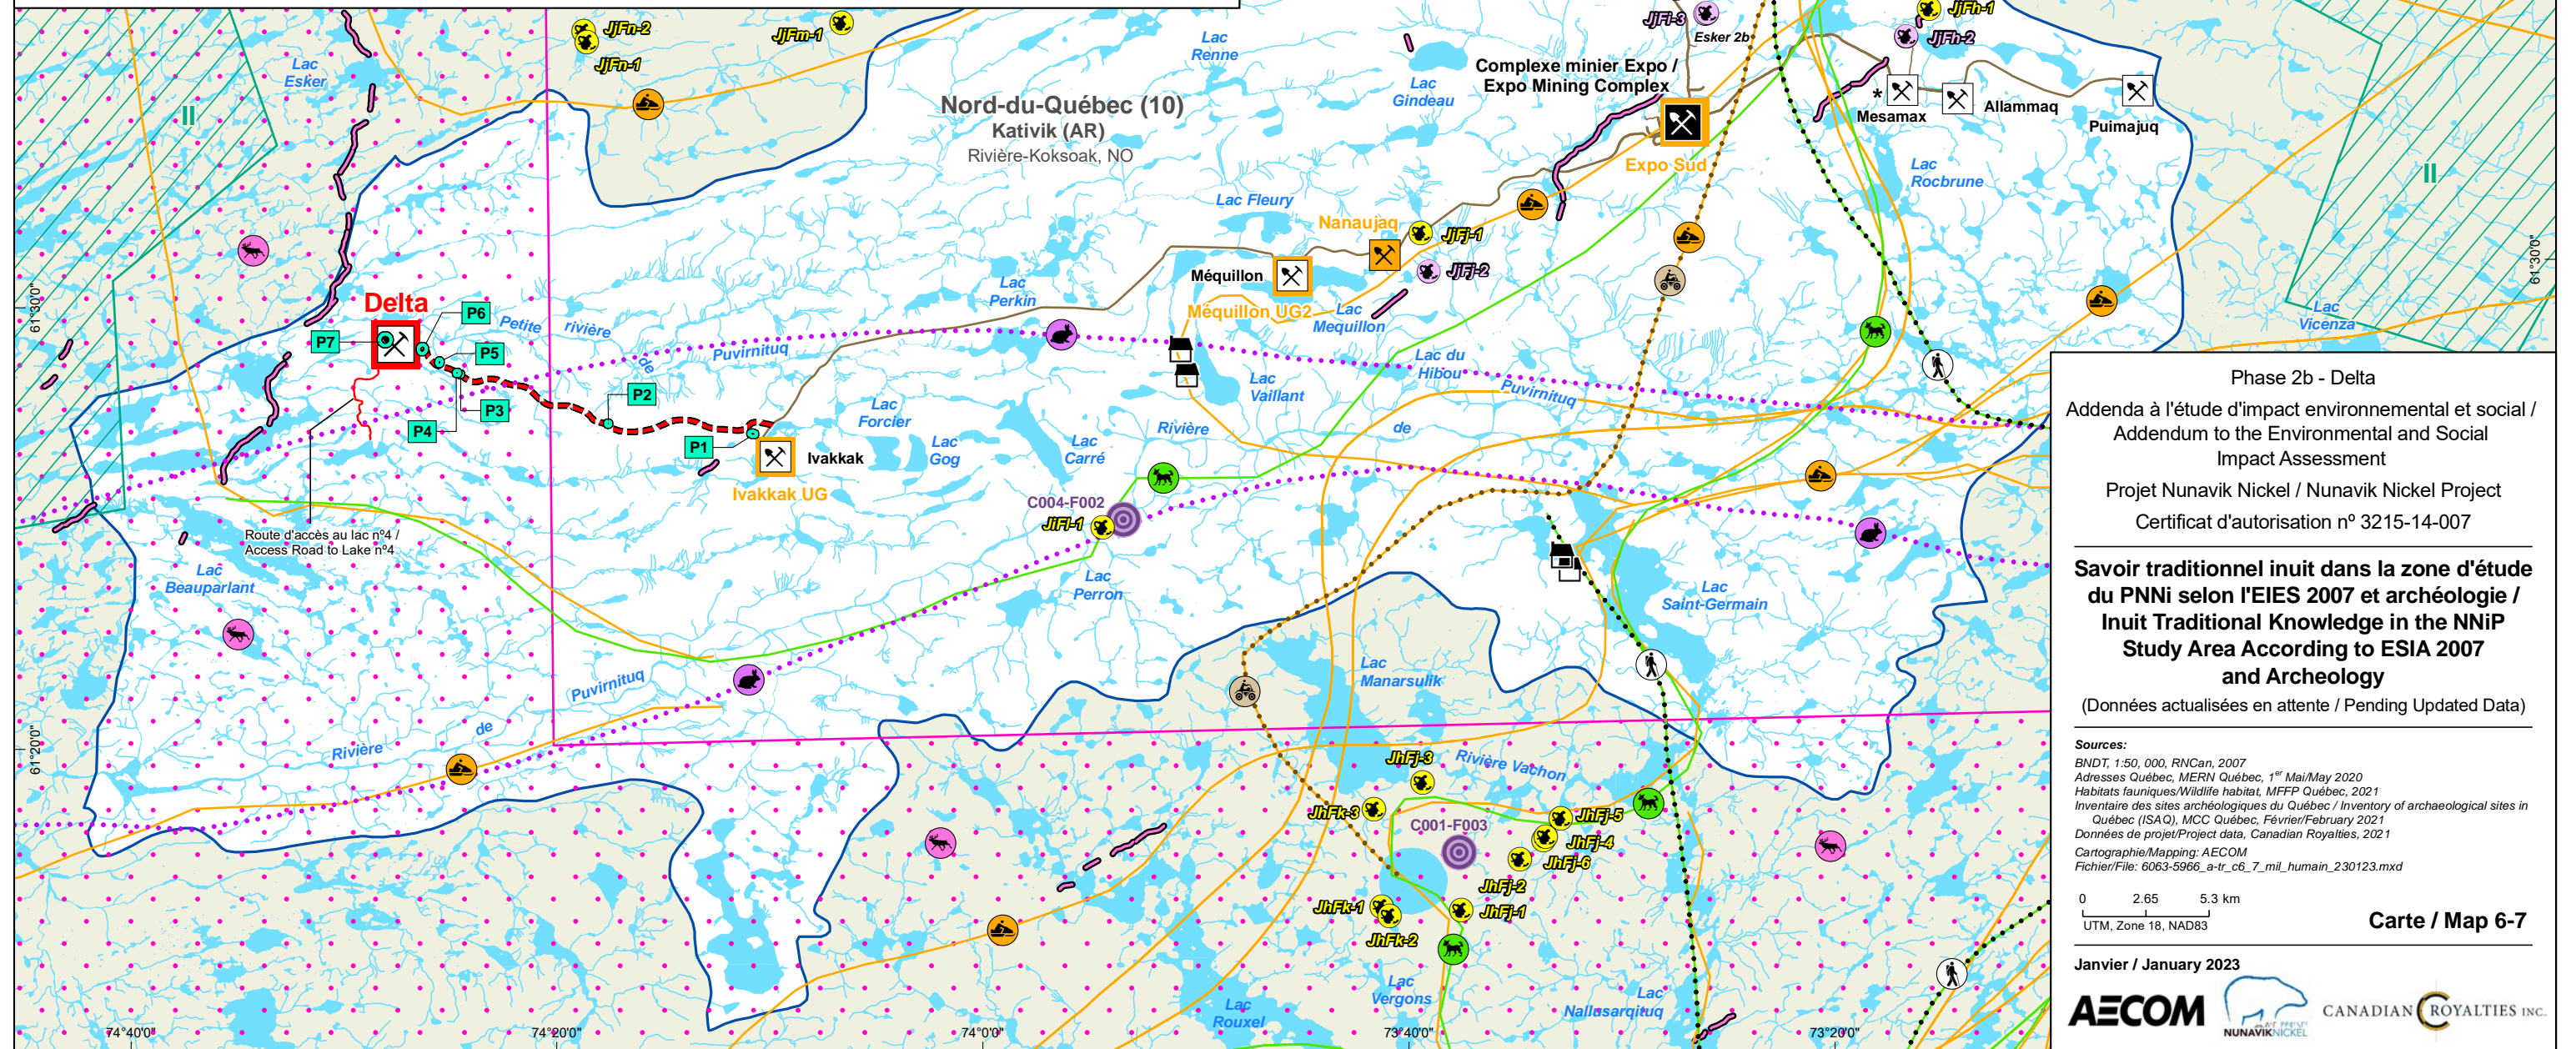 JjFn-2
JjFn-1
JjFm-1
Lac
Esker
II
Lac
Renne
Nord-du-Québec (10)
Kativik (AR)
Rivière-Koksoak, NO
Lac
Gindeau
Complexe minier Expo /
Expo Mining Complex
JjFi-3
Esker 2b
Expo Sud
JjFh-1
JjFh-2
*
Mesamax
Allammaq
Puimajuq
Lac
Rocbrune
II
Lac
Vicenza
61°30'0"
61°30'0"
Lac Fleury
Nanaujaq
JjFj-1
JjFj-2
Méquillon
Méquillon UG2
Lac
Mequillon
Lac
Perkin
Delta
P7
P6
P5
P3
P4
P2
P1
Petite rivière de Puvirnituq
Ivakkak
Ivakkak UG
Lac
Forcier
Lac
Gog
Lac
Carré
Lac
Vaillant
Lac du
Hibou
Rivière de Puvirnituq
C004-F002
JiFl-1
Route d'accès au lac nº4 /
Access Road to Lake nº4
Lac
Beauparlant
Lac
Perron
Lac
Saint-Germain
Lac
Manarsulik
Rivière de Puvirnituq
61°20'0"
JhFj-3
Rivière Vachon
JhFk-3
C001-F003
JhFj-5
JhFj-4
JhFj-6
JhFj-2
JhFj-1
JhFk-1
JhFk-2
Lac
Vergons
Lac
Rouxel
Lac
Nallusarqituq
74°40'0"
74°20'0"
74°0'0"
73°40'0"
73°20'0"
Phase 2b - Delta
Addenda à l'étude d'impact environnemental et social /
Addendum to the Environmental and Social
Impact Assessment
Projet Nunavik Nickel / Nunavik Nickel Project
Certificat d'autorisation nº 3215-14-007
Savoir traditionnel inuit dans la zone d'étude
du PNNi selon l'EIES 2007 et archéologie /
Inuit Traditional Knowledge in the NNiP
Study Area According to ESIA 2007
and Archeology
(Données actualisées en attente / Pending Updated Data)
Sources:
BNDT, 1:50, 000, RNCan, 2007
Adresses Québec, MERN Québec, 1er Mai/May 2020
Habitats fauniques/Wildlife habitat, MFFP Québec, 2021
Inventaire des sites archéologiques du Québec / Inventory of archaeological sites in
Québec (ISAQ), MCC Québec, Février/February 2021
Données de projet/Project data, Canadian Royalties, 2021
Cartographie/Mapping: AECOM
Fichier/File: 6063-5966_a-tr_c6_7_mil_humain_230123.mxd
0 2.65 5.3 km
UTM, Zone 18, NAD83
Carte / Map 6-7
Janvier / January 2023
AECOM
NUNAVIKNICKEL
CANADIAN ROYALTIES INC.